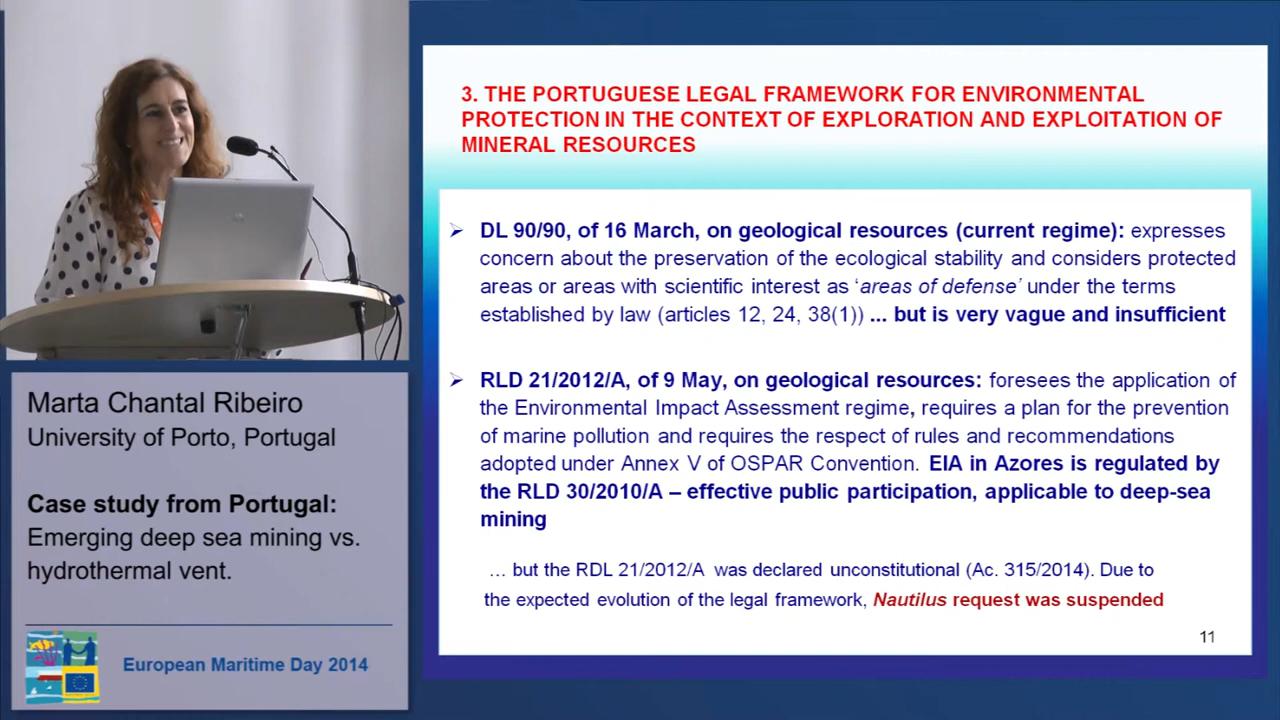 3. THE PORTUGUESE LEGAL FRAMEWORK FOR ENVIRONMENTAL
PROTECTION IN THE CONTEXT OF EXPLORATION AND EXPLOITATION OF
MINERAL RESOURCES
DL 90/90, of 16 March, on geological resources (current regime): expresses
concern about the preservation of the ecological stability and considers protected
areas or areas with scientific interest as ‘areas of defense’ under the terms
established by law (articles 12, 24, 38(1)) ... but is very vague and insufficient
RLD 21/2012/A, of 9 May, on geological resources: foresees the application of
the Environmental Impact Assessment regime, requires a plan for the prevention
of marine pollution and requires the respect of rules and recommendations
adopted under Annex V of OSPAR Convention. EIA in Azores is regulated by
the RLD 30/2010/A – effective public participation, applicable to deep-sea
mining
… but the RDL 21/2012/A was declared unconstitutional (Ac. 315/2014). Due to
the expected evolution of the legal framework, Nautilus request was suspended
11
Marta Chantal Ribeiro
University of Porto, Portugal
Case study from Portugal:
Emerging deep sea mining vs.
hydrothermal vent.
European Maritime Day 2014